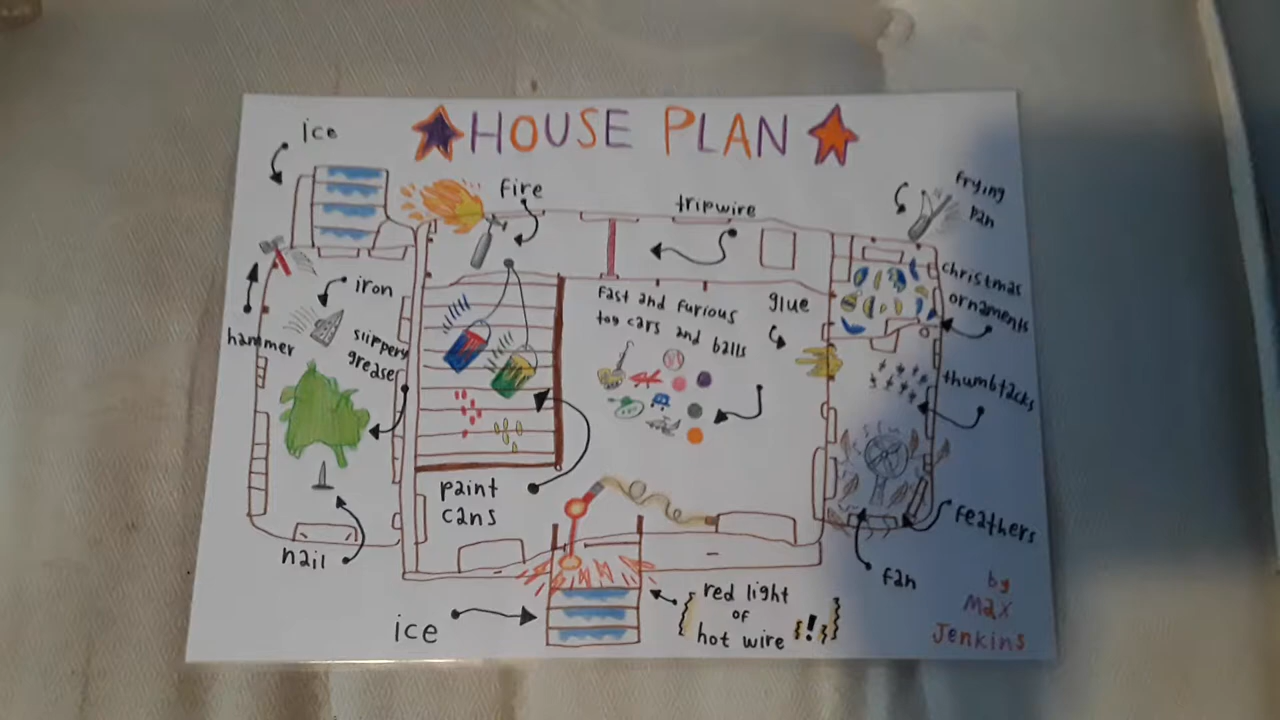 HOUSE PLAN
ice
fire
tripwire
frying
pan
hammer
iron
slippery
grease
Fast and Furious
toy cars and balls
glue
christmas
ornaments
thumbtacks
nail
paint
cans
feathers
fan
ice
red light
of
hot wire !
by
Max
Jenkins